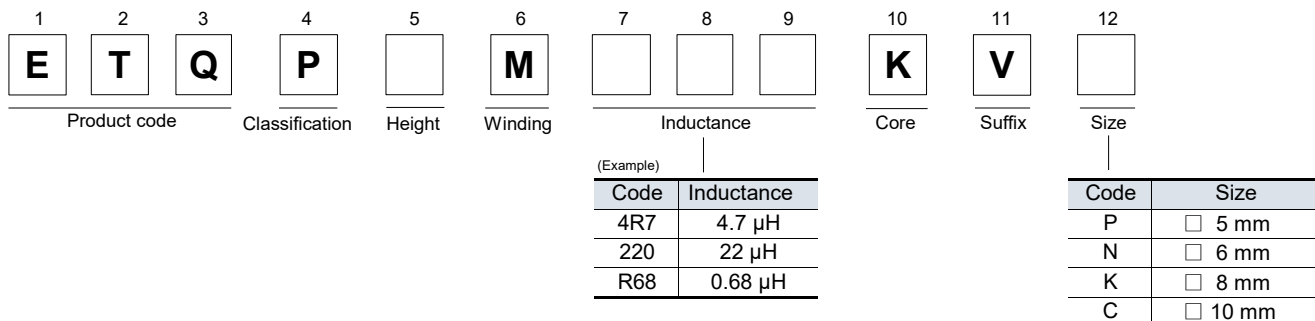 1 2 3 4 5 6 7 8 9 10 11 12
E T Q P M K V
Product code Classification Height Winding Inductance Core Suffix Size
(Example)
Code Inductance
4R7 4.7 µH
220 22 µH
R68 0.68 µH
Code Size
P □ 5 mm
N □ 6 mm
K □ 8 mm
C □ 10 mm